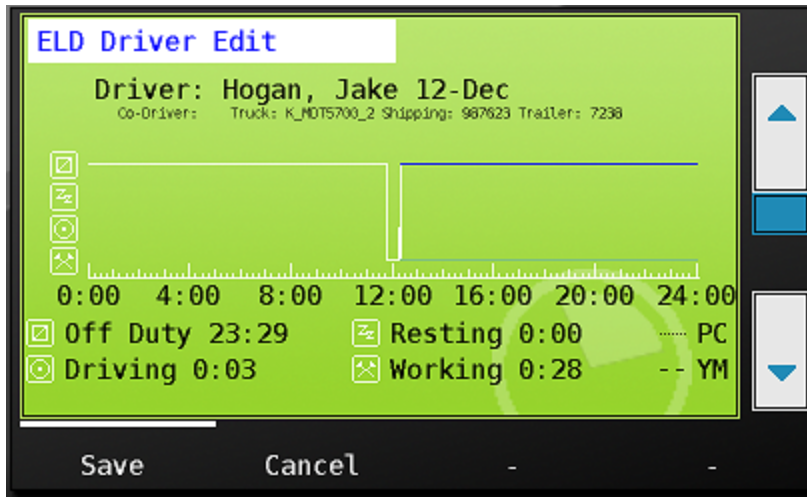 ELD Driver Edit
Driver: Hogan, Jake 12-Dec
Co-Driver: Truck: K_MDT5700_2 Shipping: 987623 Trailer: 7238
0:00 4:00 8:00 12:00 16:00 20:00 24:00
Off Duty 23:29 Resting 0:00 ...... PC
Driving 0:03 Working 0:28 -- YM
Save Cancel - -